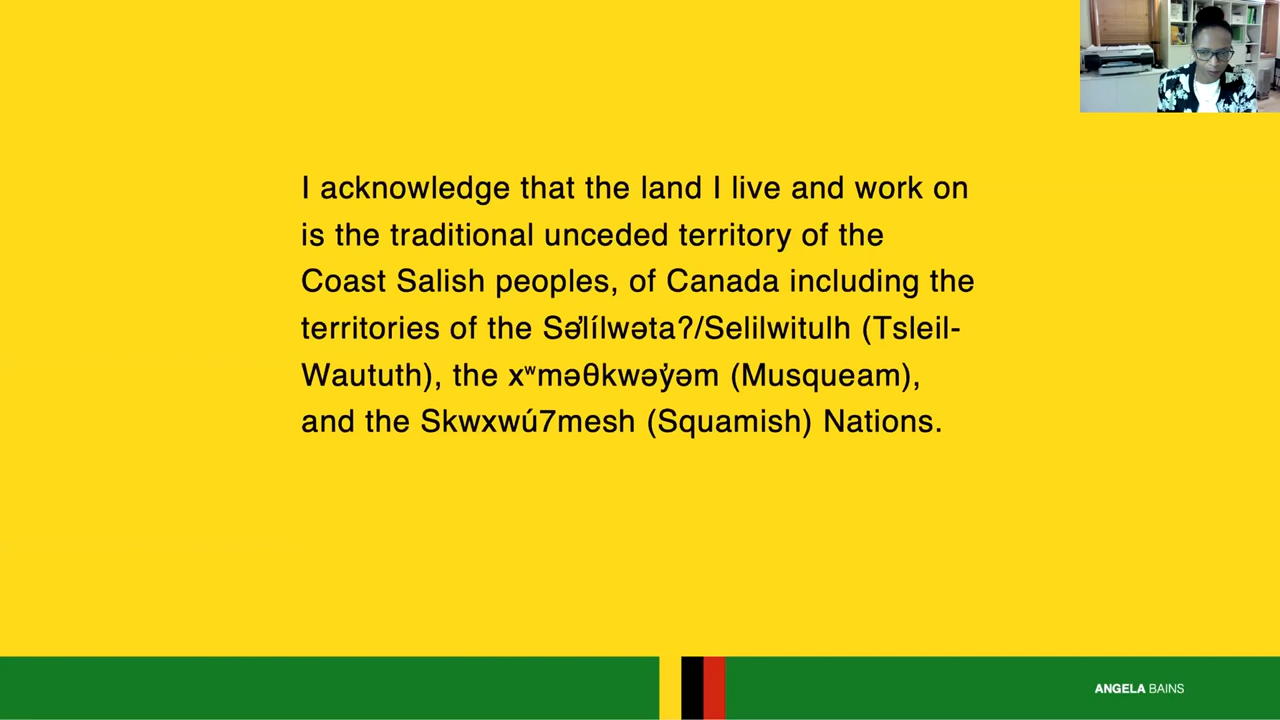 I acknowledge that the land I live and work on
is the traditional unceded territory of the
Coast Salish peoples, of Canada including the
territories of the Sə̓lílwəta?/Selilwitulh (Tsleil-
Waututh), the xʷməθkwəy̓əm (Musqueam),
and the Skwxwú7mesh (Squamish) Nations.
ANGELA BAINS